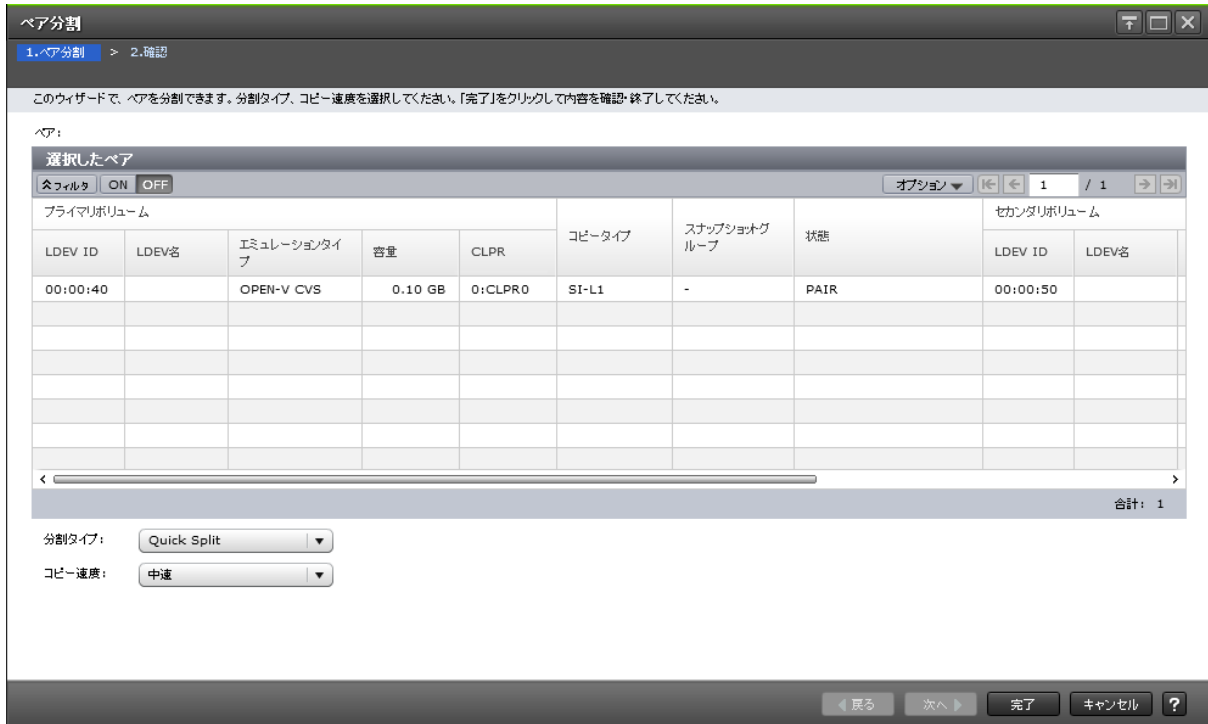 ペア分割
1.ペア分割 > 2.確認
このウィザードで、ペアを分割できます。分割タイプ、コピー速度を選択してください。「完了」をクリックして内容を確認・終了してください。
ペア:
選択したペア
フィルタ ON OFF オプション 1 / 1
プライマリボリューム コピータイプ スナップショットグループ 状態 セカンダリボリューム
LDEV ID LDEV名 エミュレーションタイプ 容量 CLPR LDEV ID LDEV名
00:00:40 OPEN-V CVS 0.10 GB 0:CLPR0 SI-L1 - PAIR 00:00:50
合計: 1
分割タイプ: Quick Split
コピー速度: 中速
戻る 次へ 完了 キャンセル ?